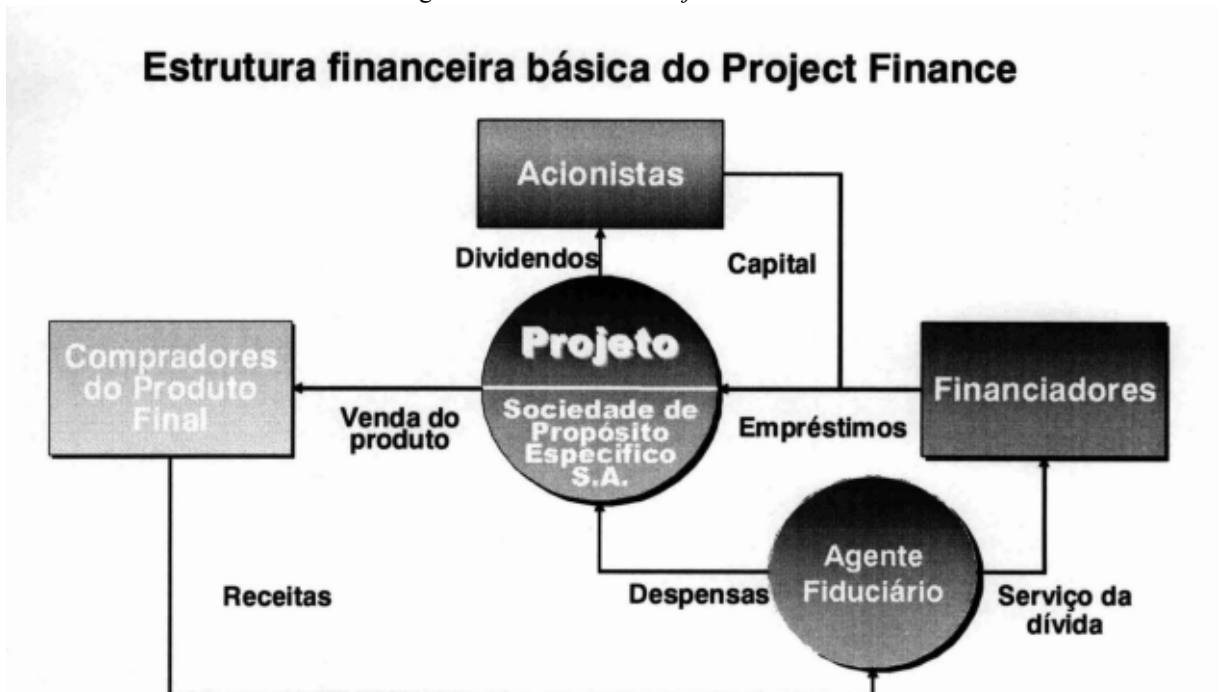 Estrutura financeira básica do Project Finance
Acionistas
Dividendos
Capital
Projeto
Sociedade de
Propósito
Específico
S.A.
Compradores
do Produto
Final
Venda do
produto
Empréstimos
Financiadores
Agente
Fiduciário
Receitas
Despensas
Serviço da
dívida